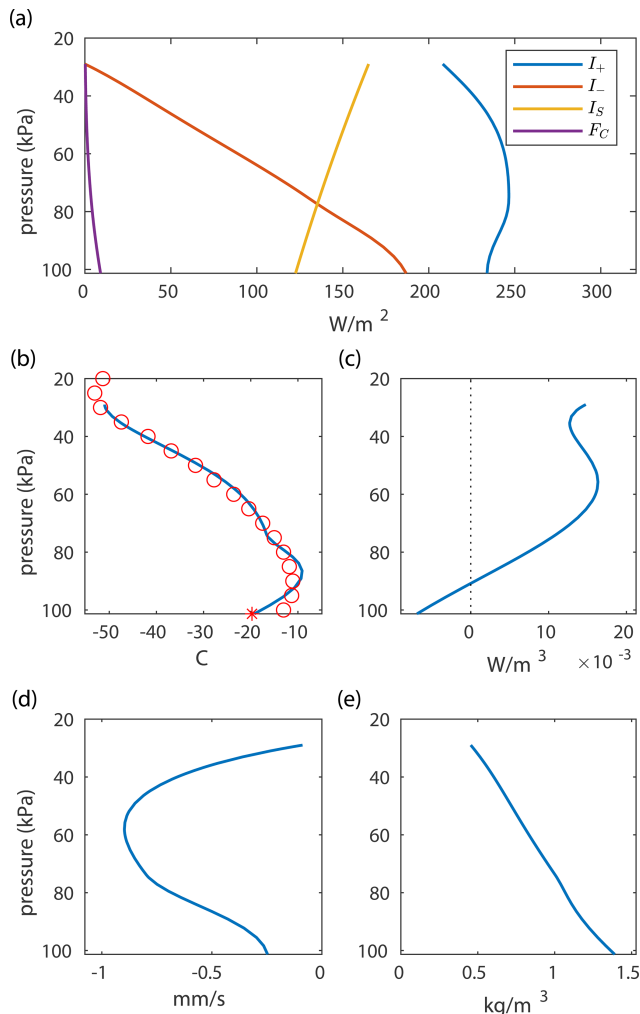 (a)
20
40
60
80
100
pressure (kPa)
0 50 100 150 200 250 300
W/m 2
I+
I−
IS
FC
(b)
20
40
60
80
100
pressure (kPa)
-50 -40 -30 -20 -10
C
(c)
20
40
60
80
100
pressure (kPa)
0 10 20
W/m 3 × 10 -3
(d)
20
40
60
80
100
pressure (kPa)
-1 -0.5 0
mm/s
(e)
20
40
60
80
100
0 0.5 1 1.5
kg/m 3